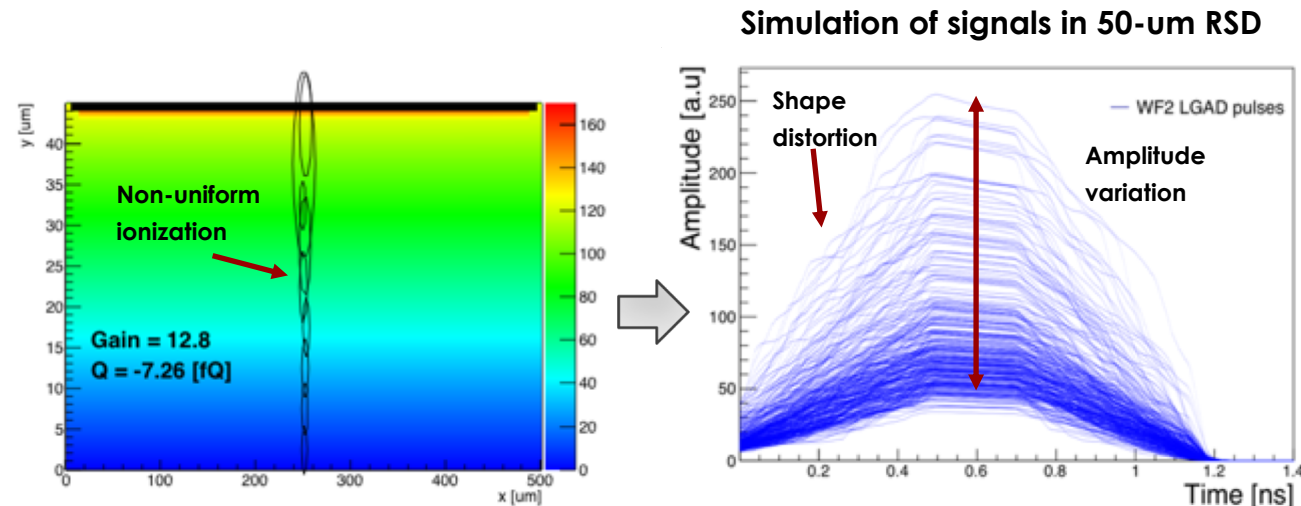 Simulation of signals in 50-um RSD
y [um]
40
35
30
25
20
15
10
5
0
Non-uniform
ionization
Gain = 12.8
Q = -7.26 [fQ]
0
100
200
300
400
500
x [um]
160
140
120
100
80
60
40
20
0
Amplitude [a.u]
250
200
150
100
50
0
Shape
distortion
WF2 LGAD pulses
Amplitude
variation
0.2
0.4
0.6
0.8
1
1.2
1.4
Time [ns]